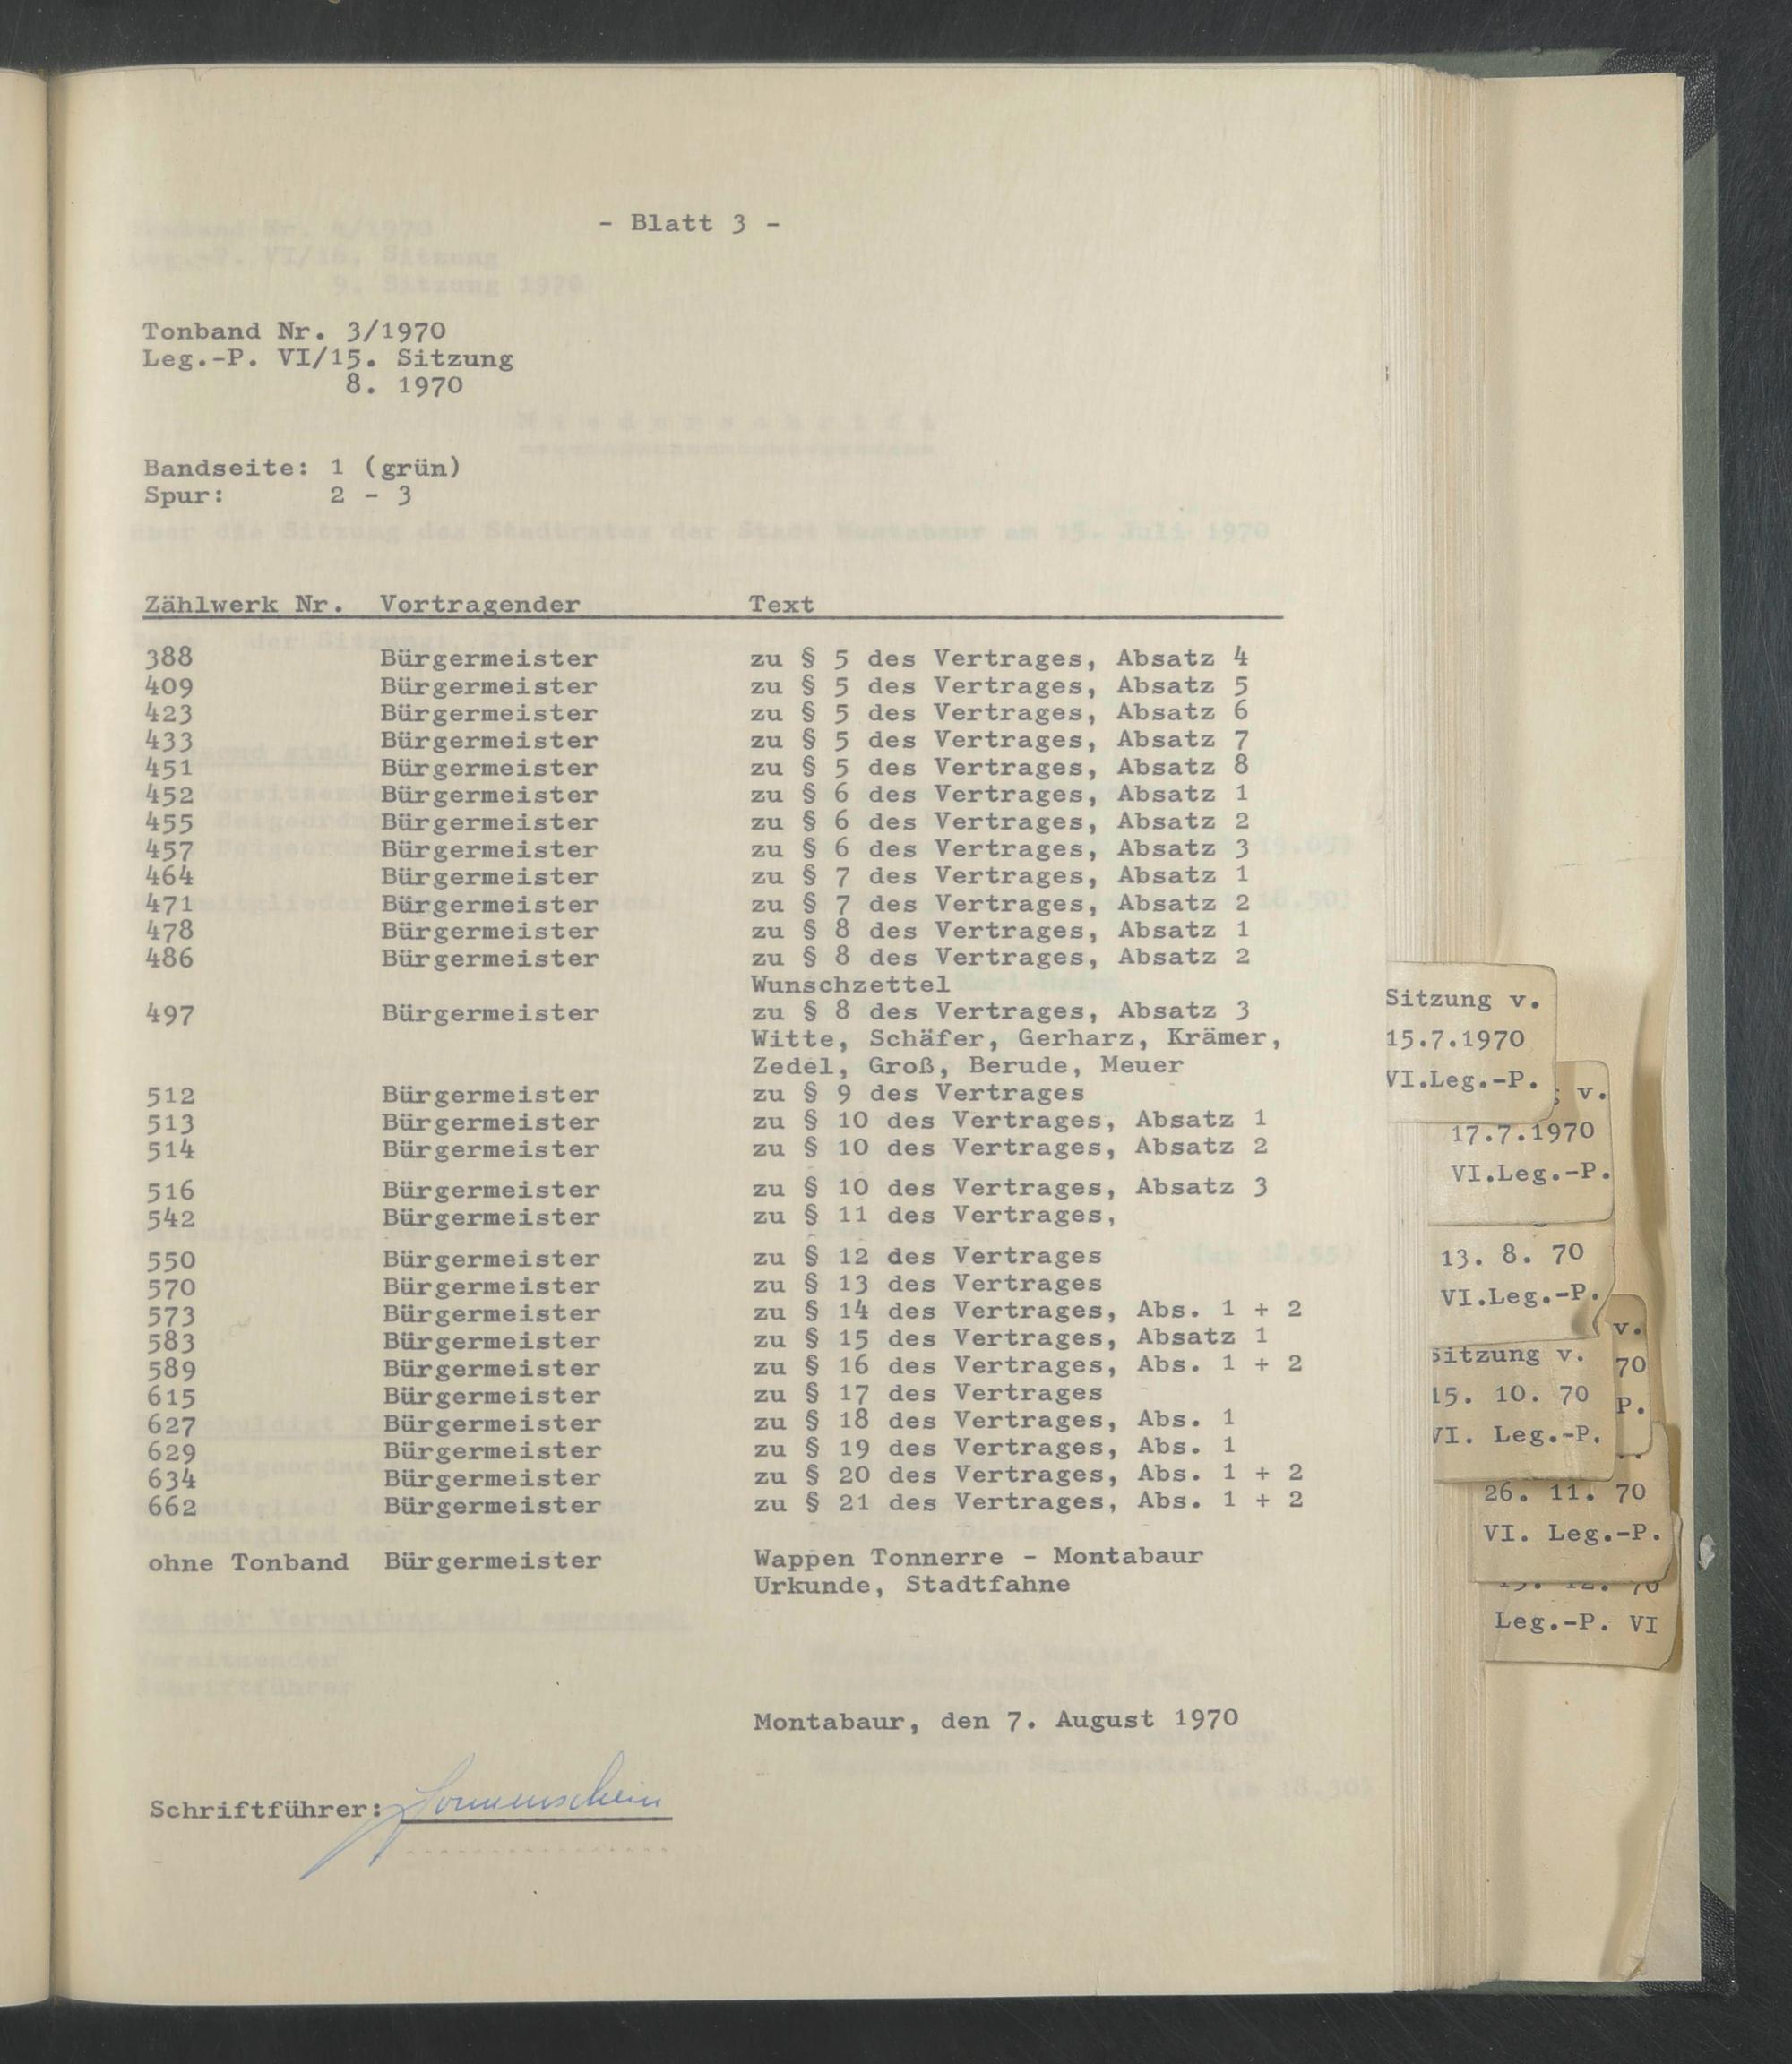 - Blatt 3 -
Tonband Nr. 3/1970
Leg.-P. VI/15. Sitzung
8. 1970
Bandseite: 1 (grün)
Spur: 2 - 3
Zählwerk Nr. Vortragender Text
388 Bürgermeister zu § 5 des Vertrages, Absatz 4
409 Bürgermeister zu § 5 des Vertrages, Absatz 5
423 Bürgermeister zu § 5 des Vertrages, Absatz 6
433 Bürgermeister zu § 5 des Vertrages, Absatz 7
451 Bürgermeister zu § 5 des Vertrages, Absatz 8
452 Bürgermeister zu § 6 des Vertrages, Absatz 1
455 Bürgermeister zu § 6 des Vertrages, Absatz 2
457 Bürgermeister zu § 6 des Vertrages, Absatz 3
464 Bürgermeister zu § 7 des Vertrages, Absatz 1
471 Bürgermeister zu § 7 des Vertrages, Absatz 2
478 Bürgermeister zu § 8 des Vertrages, Absatz 1
486 Bürgermeister zu § 8 des Vertrages, Absatz 2
Wunschzettel
497 Bürgermeister zu § 8 des Vertrages, Absatz 3
Witte, Schäfer, Gerharz, Krämer,
Zedel, Groß, Berude, Meuer
512 Bürgermeister zu § 9 des Vertrages
513 Bürgermeister zu § 10 des Vertrages, Absatz 1
514 Bürgermeister zu § 10 des Vertrages, Absatz 2
516 Bürgermeister zu § 10 des Vertrages, Absatz 3
542 Bürgermeister zu § 11 des Vertrages,
550 Bürgermeister zu § 12 des Vertrages
570 Bürgermeister zu § 13 des Vertrages
573 Bürgermeister zu § 14 des Vertrages, Abs. 1 + 2
583 Bürgermeister zu § 15 des Vertrages, Absatz 1
589 Bürgermeister zu § 16 des Vertrages, Abs. 1 + 2
615 Bürgermeister zu § 17 des Vertrages
627 Bürgermeister zu § 18 des Vertrages, Abs. 1
629 Bürgermeister zu § 19 des Vertrages, Abs. 1
634 Bürgermeister zu § 20 des Vertrages, Abs. 1 + 2
662 Bürgermeister zu § 21 des Vertrages, Abs. 1 + 2
ohne Tonband Bürgermeister Wappen Tonnerre - Montabaur
Urkunde, Stadtfahne
Montabaur, den 7. August 1970
Schriftführer: Sonnenschein
Sitzung v.
15.7.1970
VI.Leg.-P.
v.
17.7.1970
VI.Leg.-P.
13. 8. 70
VI.Leg.-P.
v.
70
P.
Sitzung v.
15. 10. 70
VI. Leg.-P.
26. 11. 70
VI. Leg.-P.
Leg.-P. VI